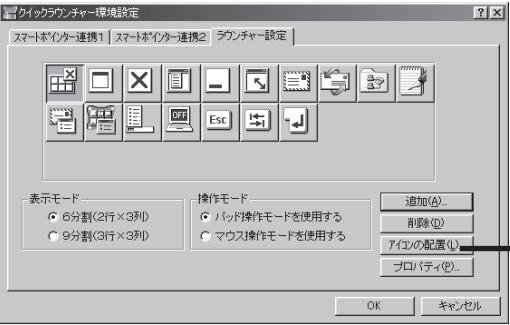 クイックラウンチャー環境設定
スマートポインター連携1 スマートポインター連携2 ラウンチャー設定
OFF Esc
表示モード
6分割(2行×3列)
9分割(3行×3列)
操作モード
パッド操作モードを使用する
マウス操作モードを使用する
追加(A)...
削除(D)
アイコンの配置(L)
プロパティ(P)...
OK キャンセル